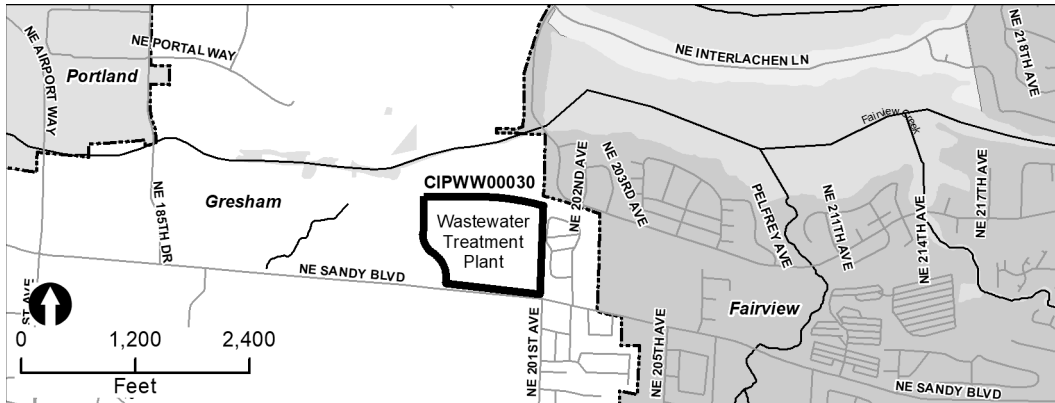 NE AIRPORT WAY
Portland
NE PORTAL WAY
NE INTERLACHEN LN
NE 218TH AVE
Fairview Creek
NE 185TH DR
Gresham
CIPWW00030
Wastewater
Treatment
Plant
NE SANDY BLVD
NE 202ND AVE
NE 203RD AVE
PELFREY AVE
NE 211TH AVE
NE 214TH AVE
NE 217TH AVE
Fairview
ST AVE
0 1,200 2,400
Feet
NE 201ST AVE
NE 205TH AVE
NE SANDY BLVD